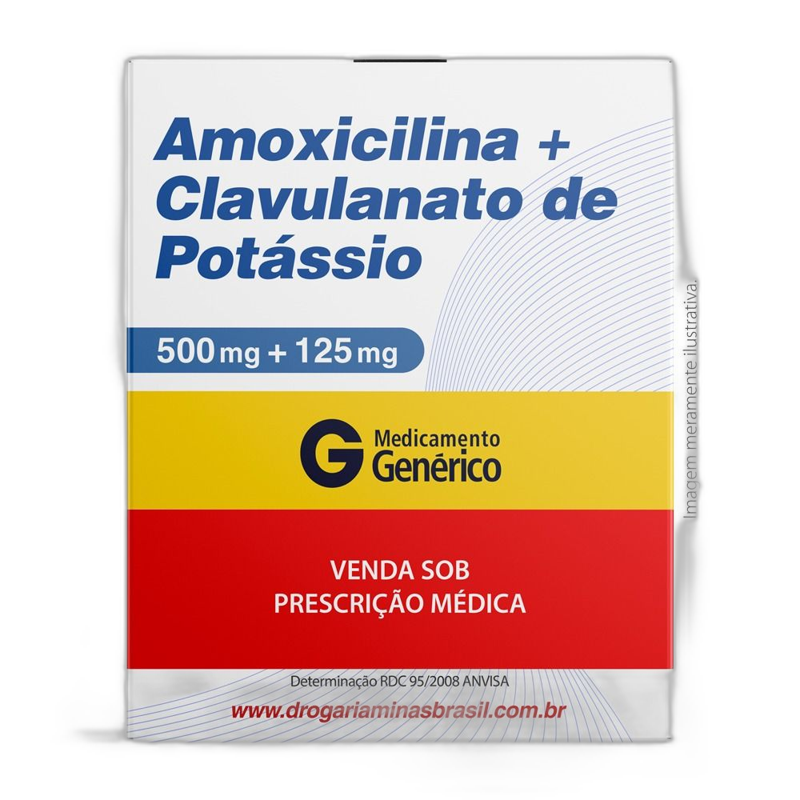 Amoxicilina +
Clavulanato de
Potássio
500 mg + 125 mg
G Medicamento
Genérico
VENDA SOB
PRESCRIÇÃO MÉDICA
Determinação RDC 95/2008 ANVISA
www.drogariaminasbrasil.com.br
Imagem meramente ilustrativa.